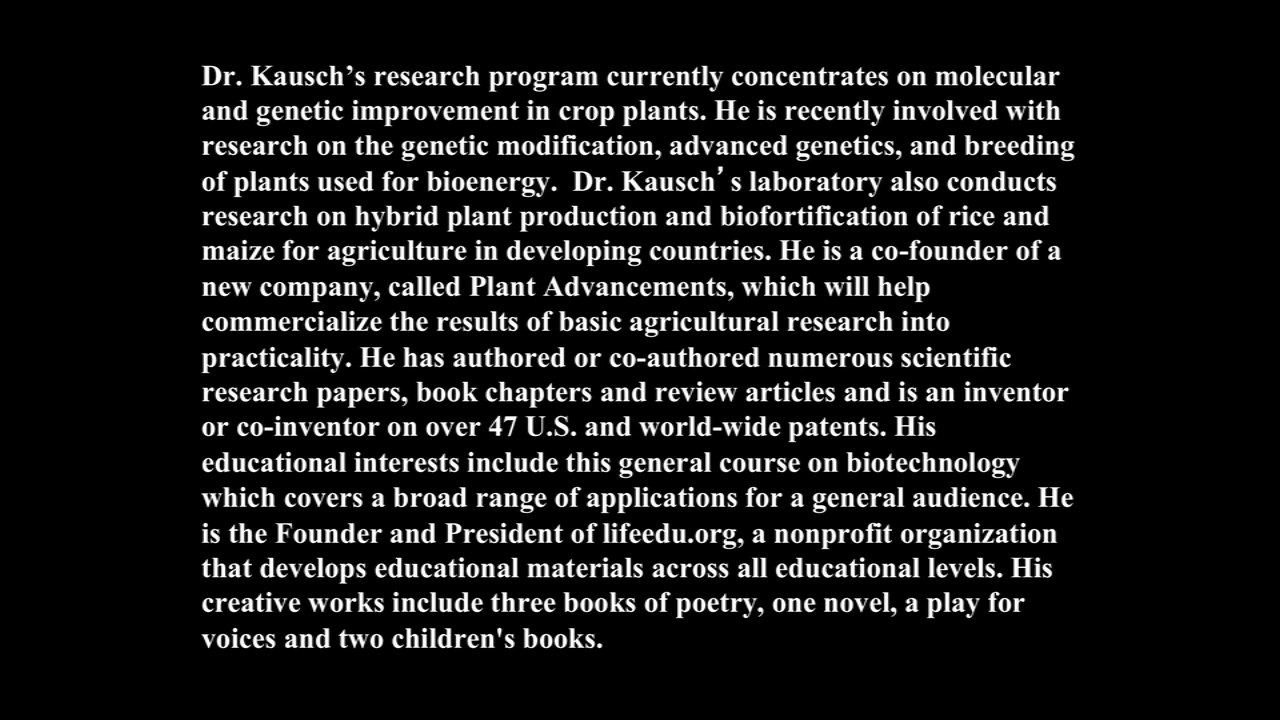 Dr. Kausch’s research program currently concentrates on molecular
and genetic improvement in crop plants. He is recently involved with
research on the genetic modification, advanced genetics, and breeding
of plants used for bioenergy.  Dr. Kausch’s laboratory also conducts
research on hybrid plant production and biofortification of rice and
maize for agriculture in developing countries. He is a co-founder of a
new company, called Plant Advancements, which will help
commercialize the results of basic agricultural research into
practicality. He has authored or co-authored numerous scientific
research papers, book chapters and review articles and is an inventor
or co-inventor on over 47 U.S. and world-wide patents. His
educational interests include this general course on biotechnology
which covers a broad range of applications for a general audience. He
is the Founder and President of lifeedu.org, a nonprofit organization
that develops educational materials across all educational levels. His
creative works include three books of poetry, one novel, a play for
voices and two children's books.